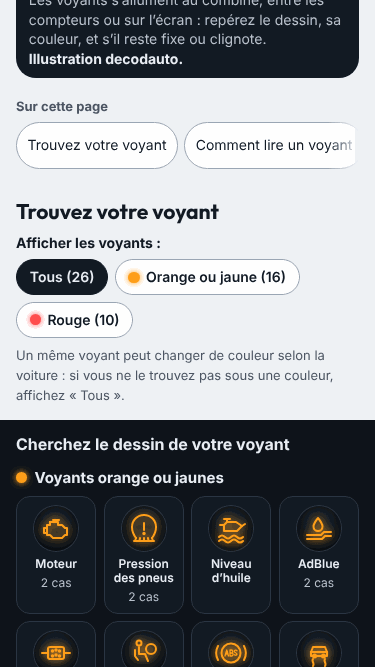 Les voyants s'allument au combiné, entre les
compteurs ou sur l'écran : repérez le dessin, sa
couleur, et s'il reste fixe ou clignote.
Illustration decodauto.
Sur cette page
Trouvez votre voyant
Comment lire un voyant
Trouvez votre voyant
Afficher les voyants :
Tous (26)
Orange ou jaune (16)
Rouge (10)
Un même voyant peut changer de couleur selon la
voiture : si vous ne le trouvez pas sous une couleur,
affichez « Tous ».
Cherchez le dessin de votre voyant
Voyants orange ou jaunes
Moteur
2 cas
Pression
des pneus
2 cas
Niveau
d'huile
AdBlue
2 cas
ABS